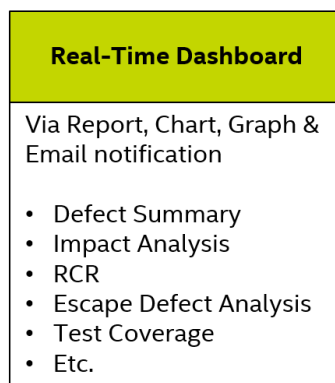 Real-Time Dashboard
Via Report, Chart, Graph &
Email notification
• Defect Summary
• Impact Analysis
• RCR
• Escape Defect Analysis
• Test Coverage
• Etc.